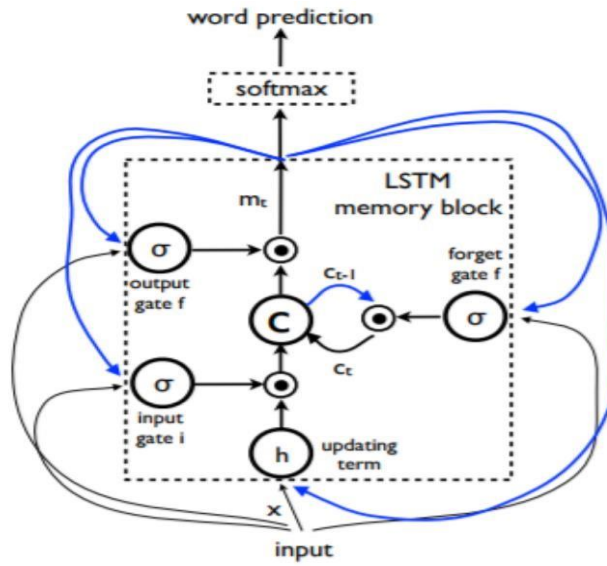 word prediction
softmax
LSTM
memory block
mₜ
σ
output
gate f
cₜ₋₁
forget
gate f
σ
C
cₜ
σ
input
gate i
h
updating
term
x
input